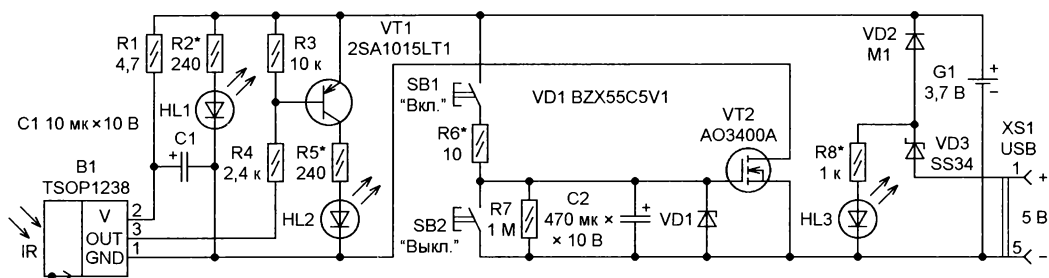 R1
4,7
R2*
240
R3
10 к
VT1
2SA1015LT1
HL1
C1 10 мк×10 В
C1
+
B1
TSOP1238
R4
2,4 к
R5*
240
HL2
V
OUT
GND
2
3
1
IR
SB1
"Вкл."
VD1 BZX55C5V1
R6*
10
VT2
AO3400A
SB2
"Выкл."
R7
1 М
C2
470 мк ×
× 10 В
+
VD1
R8*
1 к
HL3
VD2
M1
G1
3,7 В
+
−
VD3
SS34
XS1
USB
1
+
5 В
5
−